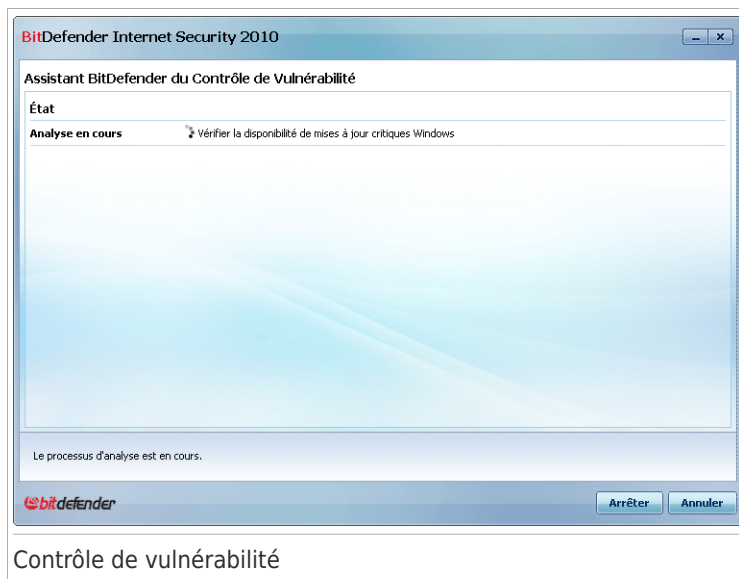 BitDefender Internet Security 2010
Assistant BitDefender du Contrôle de Vulnérabilité
État
Analyse en cours Vérifier la disponibilité de mises à jour critiques Windows
Le processus d'analyse est en cours.
bitdefender
Arrêter Annuler
Contrôle de vulnérabilité